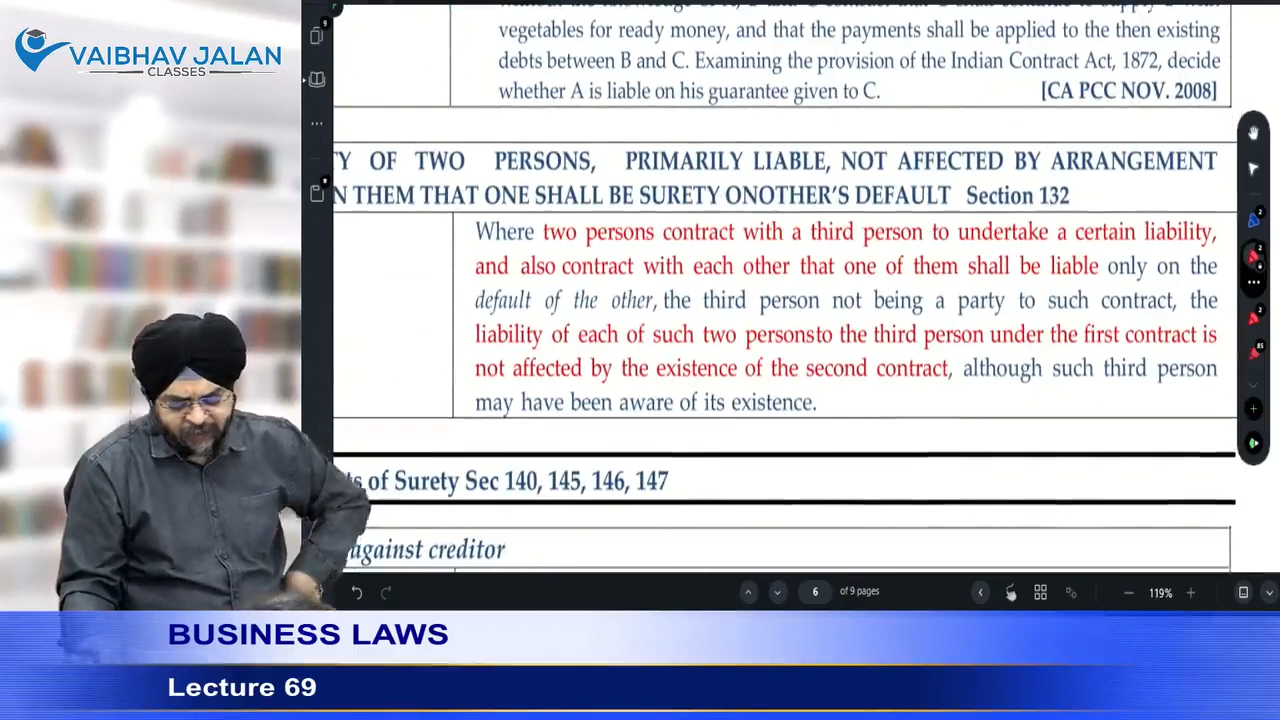 VAIBHAV JALAN
CLASSES
vegetables for ready money, and that the payments shall be applied to the then existing
debts between B and C. Examining the provision of the Indian Contract Act, 1872, decide
whether A is liable on his guarantee given to C. [CA PCC NOV. 2008]
TY OF TWO PERSONS, PRIMARILY LIABLE, NOT AFFECTED BY ARRANGEMENT
N THEM THAT ONE SHALL BE SURETY ONOTHER'S DEFAULT Section 132
Where two persons contract with a third person to undertake a certain liability,
and also contract with each other that one of them shall be liable only on the
default of the other, the third person not being a party to such contract, the
liability of each of such two personsto the third person under the first contract is
not affected by the existence of the second contract, although such third person
may have been aware of its existence.
ts of Surety Sec 140, 145, 146, 147
against creditor
6 of 9 pages
119%
BUSINESS LAWS
Lecture 69